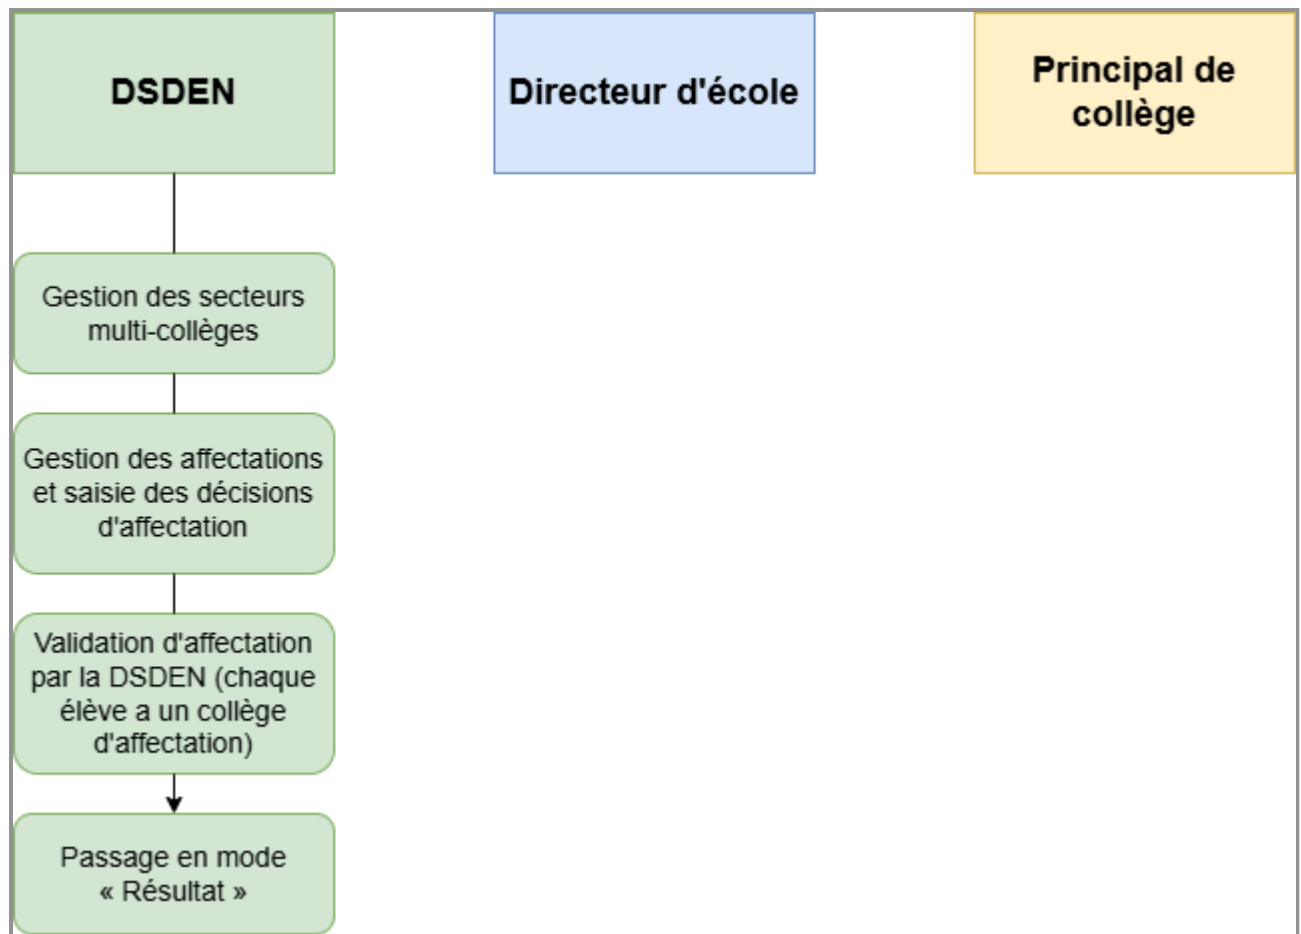 DSDEN
Directeur d'école
Principal de
collège
Gestion des secteurs
multi-collèges
Gestion des affectations
et saisie des décisions
d'affectation
Validation d'affectation
par la DSDEN (chaque
élève a un collège
d'affectation)
Passage en mode
« Résultat »